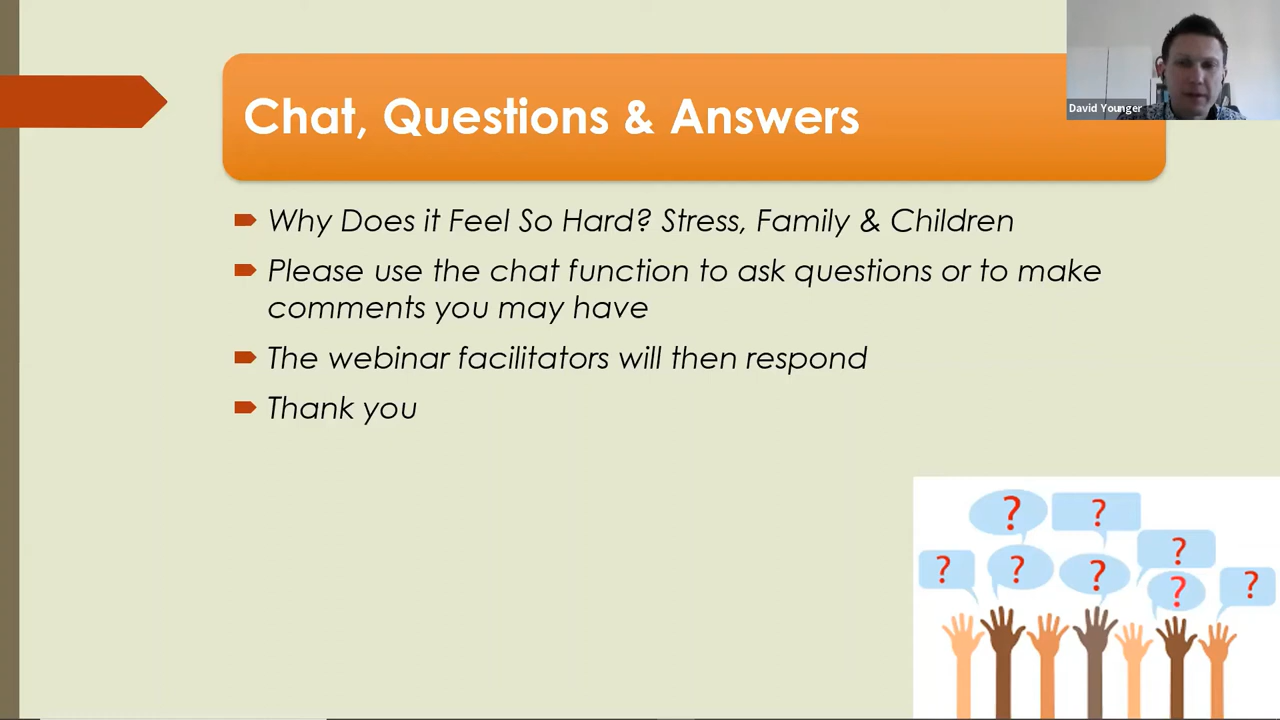 Chat, Questions & Answers
David Younger
Why Does it Feel So Hard? Stress, Family & Children
Please use the chat function to ask questions or to make
comments you may have
The webinar facilitators will then respond
Thank you
? ?
? ? ? ? ? ?